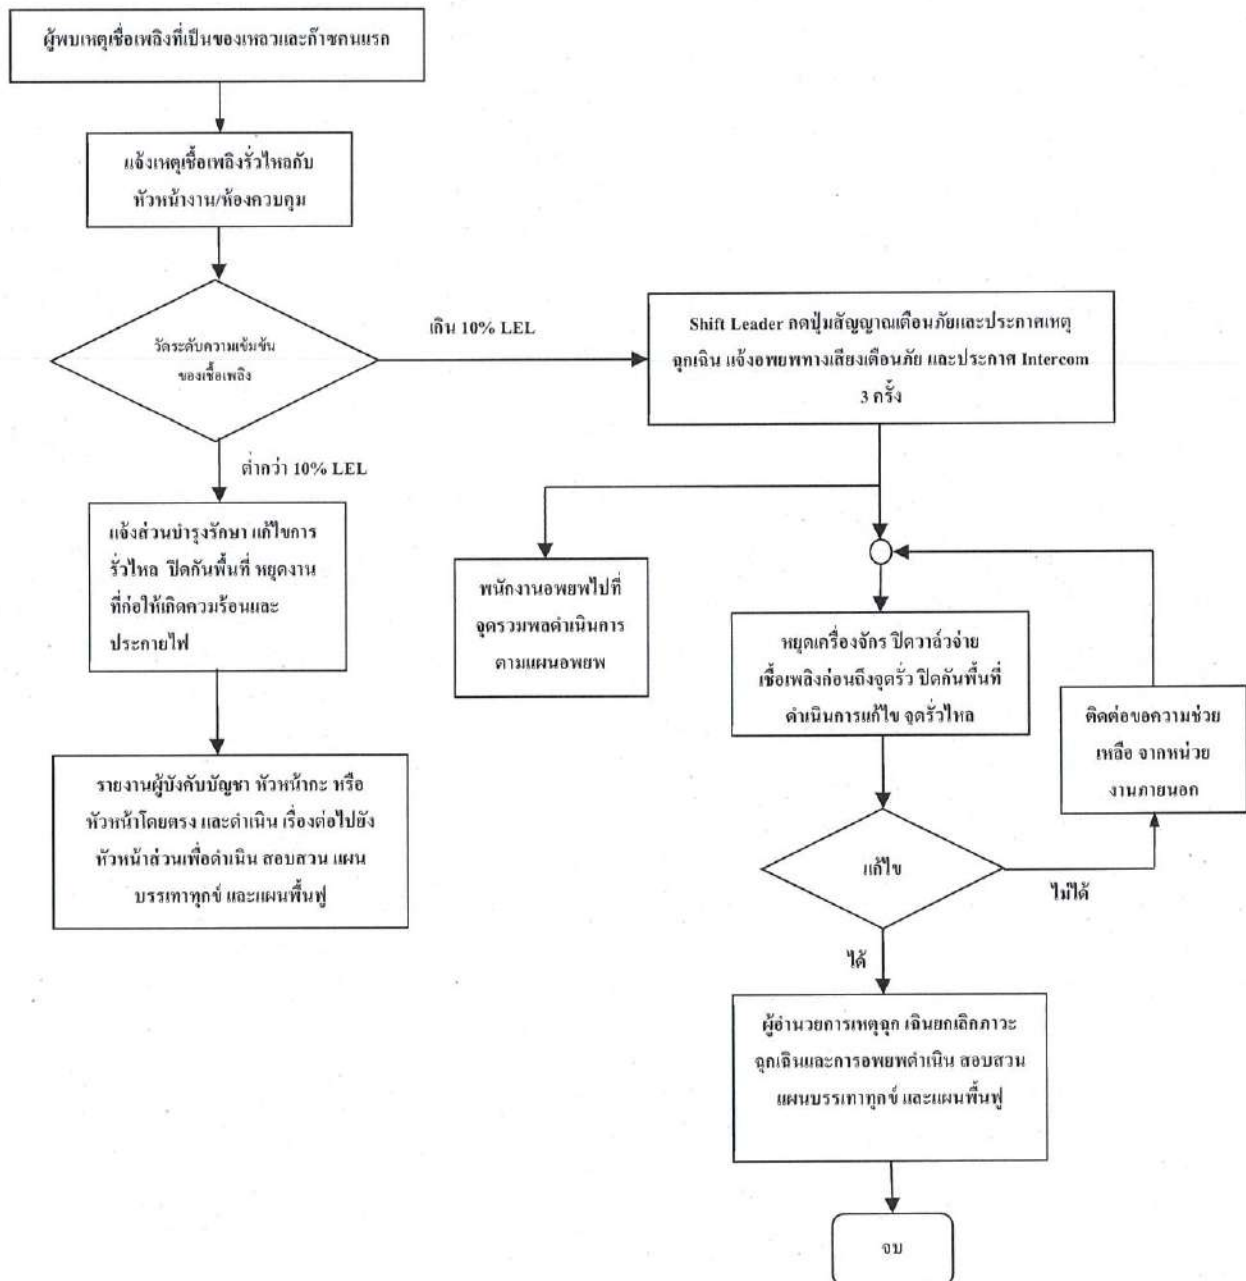 ผู้พบเหตุเชื่อเพลิงที่เป็นของเหลวและก๊าซคนแรก
แจ้งเหตุเชื้อเพลิงรั่วไหลกับ
หัวหน้างาน/ห้องควบคุม
วัดระดับความเข้มข้น
ของเชื้อเพลิง
เกิน 10% LEL
Shift Leader กดปุ่มสัญญาณเตือนภัยและประกาศเหตุ
ฉุกเฉิน แจ้งอพยพทางเสียงเตือนภัย และประกาศ Intercom
3 ครั้ง
ต่ำกว่า 10% LEL
แจ้งส่วนบำรุงรักษา แก้ไขการ
รั่วไหล ปิดกันพื้นที่ หยุดงาน
ที่ก่อให้เกิดควมร้อนและ
ประกายไฟ
พนักงานอพยพไปที่
จุดรวมพลดำเนินการ
ตามแผนอพยพ
หยุดเครื่องจักร ปิดวาล์วจ่าย
เชื้อเพลิงก่อนถึงจุดรั่ว ปิดกันพื้นที่
ดำเนินการแก้ไข จุดรั่วไหล
ติดต่อขอความช่วย
เหลือ จากหน่วย
งานภายนอก
รายงานผู้บังคับบัญชา หัวหน้ากะ หรือ
หัวหน้าโดยตรง และดำเนิน เรื่องต่อไปยัง
หัวหน้าส่วนเพื่อดำเนิน สอบสวน แผน
บรรเทาทุกข์ และแผนฟื้นฟู
แก้ไข
ไม่ได้
ได้
ผู้อำนวยการเหตุฉุก เฉินยกเลิกภาวะ
ฉุกเฉินและการอพยพดำเนิน สอบสวน
แผนบรรเทาทุกข์ และแผนฟื้นฟู
จบ